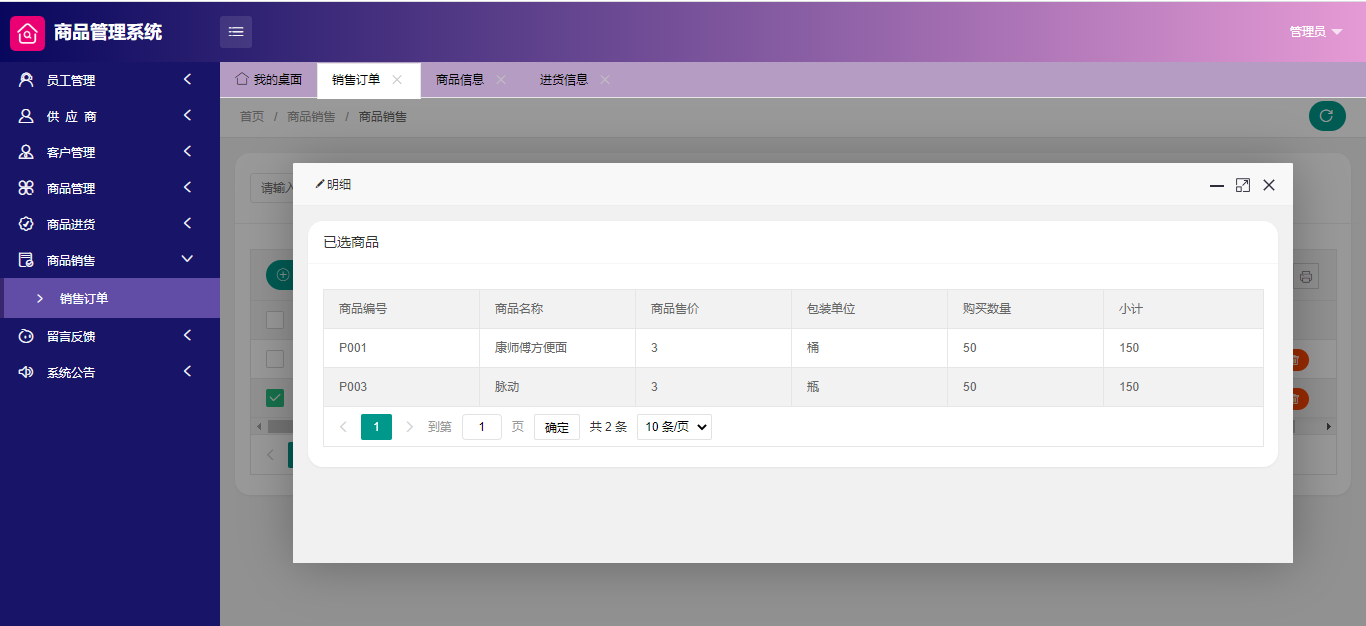 商品管理系统
管理员
员工管理
供 应 商
客户管理
商品管理
商品进货
商品销售
销售订单
留言反馈
系统公告
我的桌面 销售订单 商品信息 进货信息
首页 / 商品销售 / 商品销售
请输入
明细
已选商品
商品编号 商品名称 商品售价 包装单位 购买数量 小计
P001 康师傅方便面 3 桶 50 150
P003 脉动 3 瓶 50 150
1 到第 1 页 确定 共 2 条 10 条/页